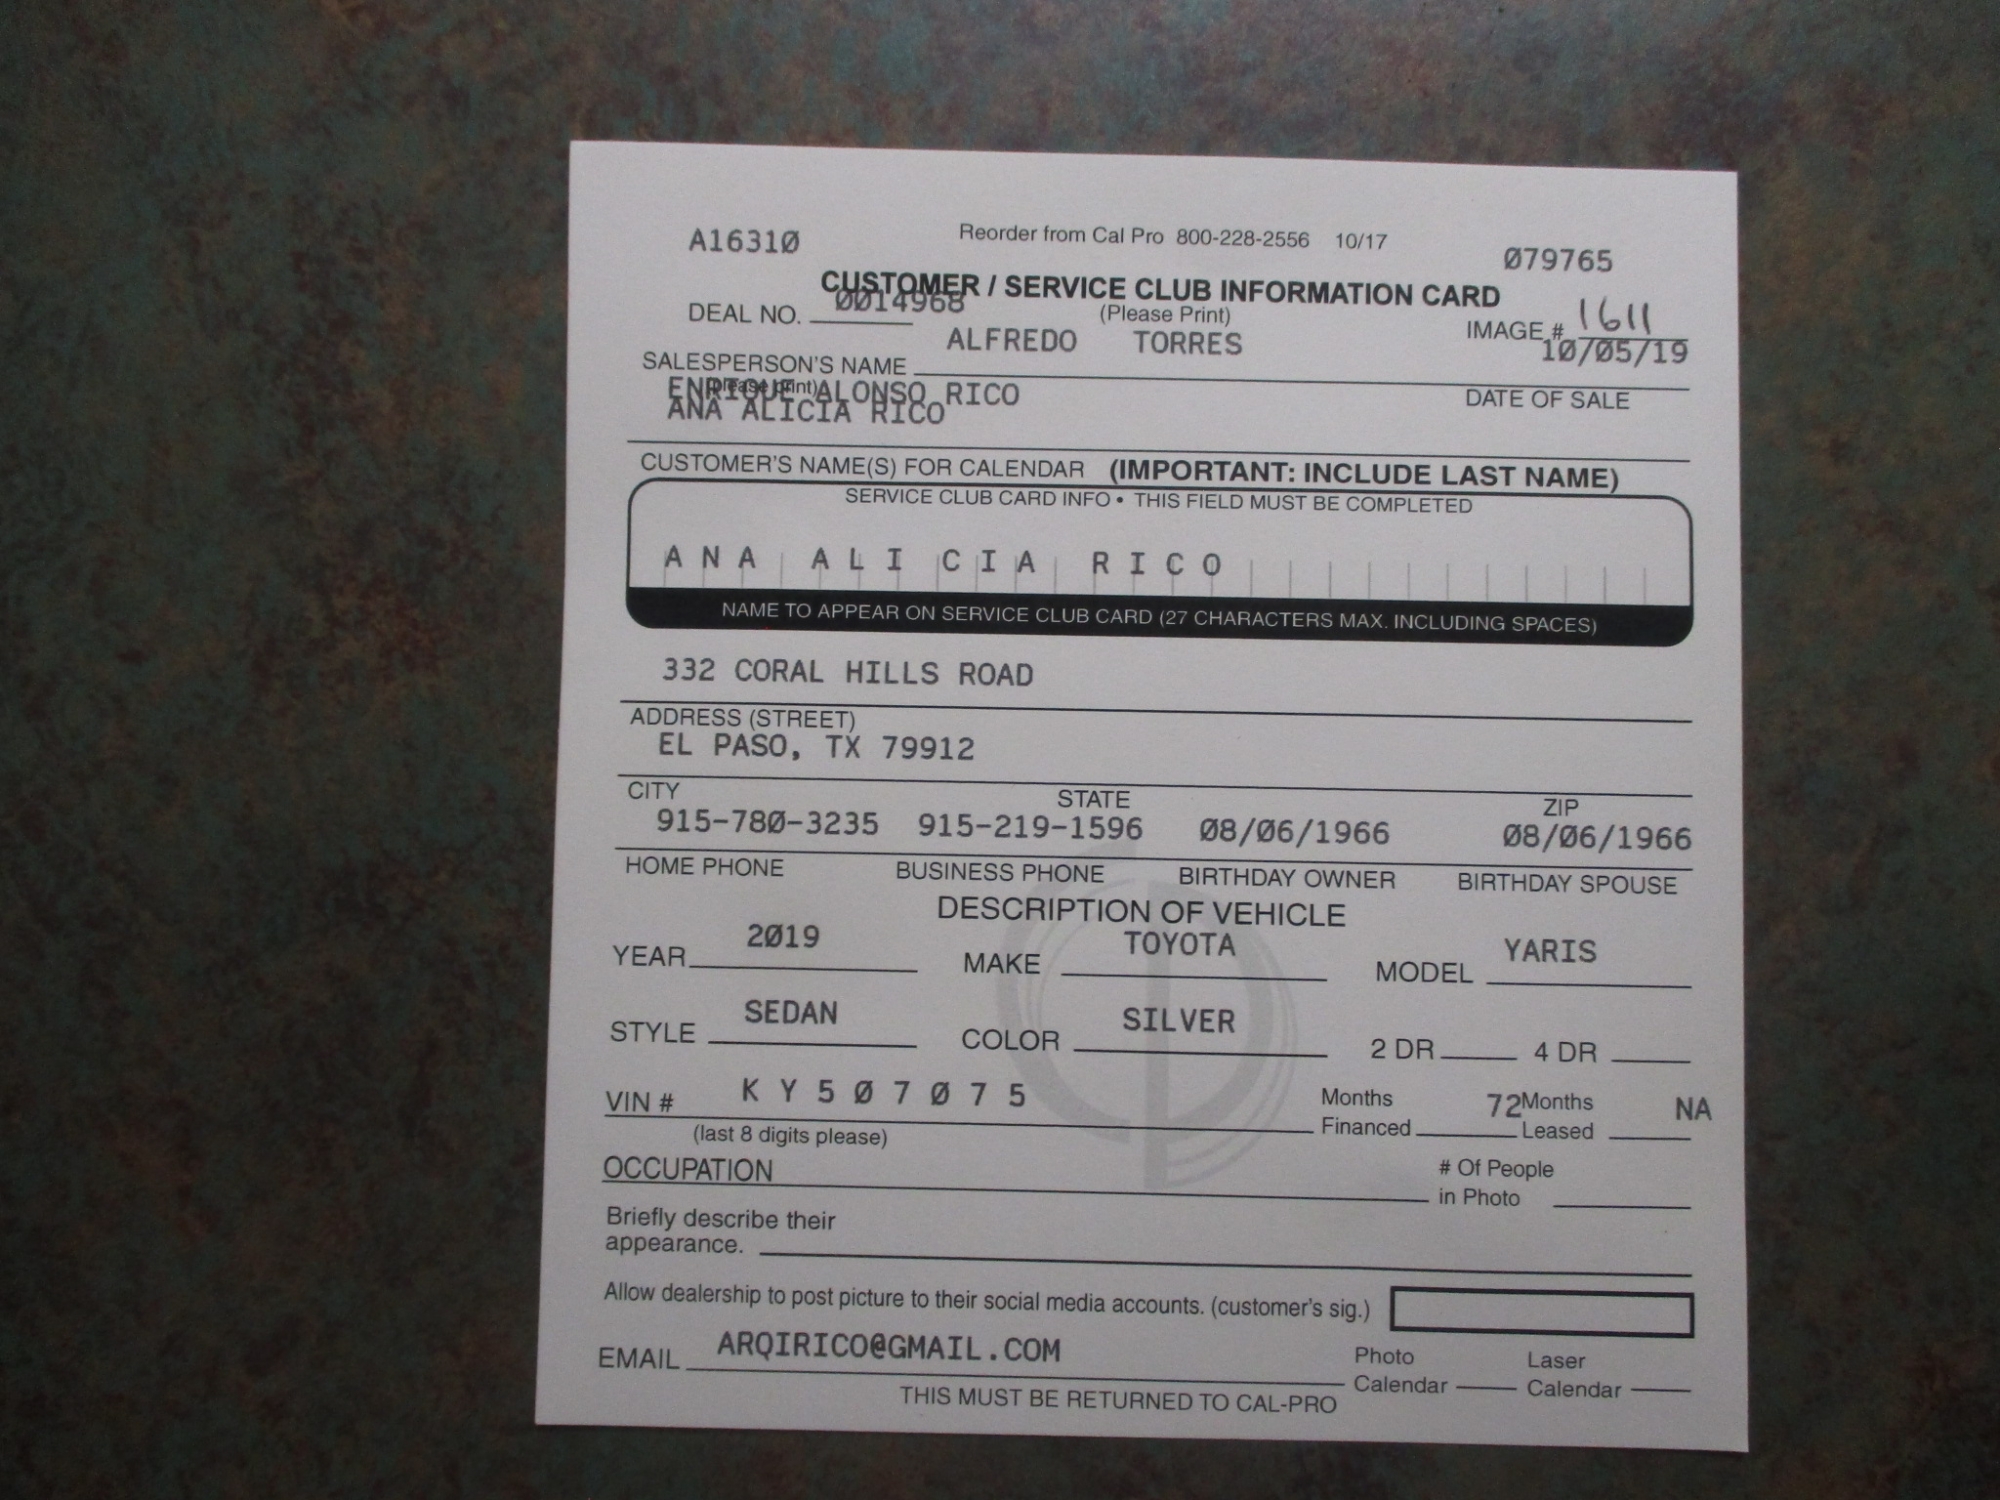 A16310 Reorder from Cal Pro 800-228-2556 10/17 079765
CUSTOMER / SERVICE CLUB INFORMATION CARD
DEAL NO. 0014968 (Please Print) IMAGE # 1611
ALFREDO TORRES 10/05/19
SALESPERSON'S NAME
(please print)
ENRIQUE ALONSO RICO DATE OF SALE
ANA ALICIA RICO
CUSTOMER'S NAME(S) FOR CALENDAR (IMPORTANT: INCLUDE LAST NAME)
SERVICE CLUB CARD INFO • THIS FIELD MUST BE COMPLETED
ANA ALICIA RICO
NAME TO APPEAR ON SERVICE CLUB CARD (27 CHARACTERS MAX. INCLUDING SPACES)
332 CORAL HILLS ROAD
ADDRESS (STREET)
EL PASO, TX 79912
CITY STATE ZIP
915-780-3235 915-219-1596 08/06/1966 08/06/1966
HOME PHONE BUSINESS PHONE BIRTHDAY OWNER BIRTHDAY SPOUSE
DESCRIPTION OF VEHICLE
YEAR 2019 MAKE TOYOTA MODEL YARIS
STYLE SEDAN COLOR SILVER 2 DR 4 DR
VIN # K Y 5 0 7 0 7 5 Months Financed 72 Months Leased NA
(last 8 digits please)
OCCUPATION # Of People in Photo
Briefly describe their
appearance.
Allow dealership to post picture to their social media accounts. (customer's sig.)
EMAIL ARQIRICO@GMAIL.COM Photo Calendar Laser Calendar
THIS MUST BE RETURNED TO CAL-PRO